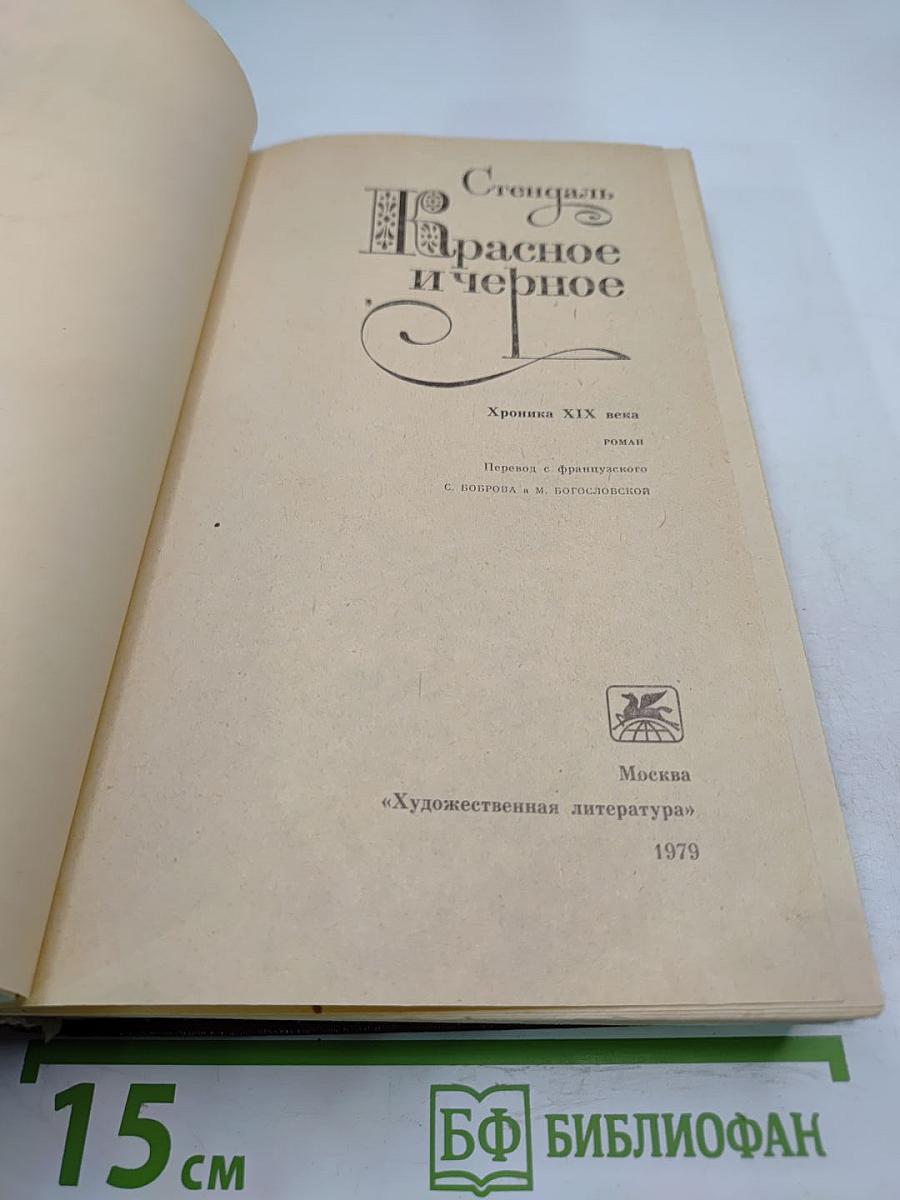 Стендаль
Красное
и черное
Хроника XIX века
РОМАН
Перевод с французского
С. БОБРОВА и М. БОГОСЛОВСКОЙ
Москва
«Художественная литература»
1979
15 см
БФ БИБЛИОФАН